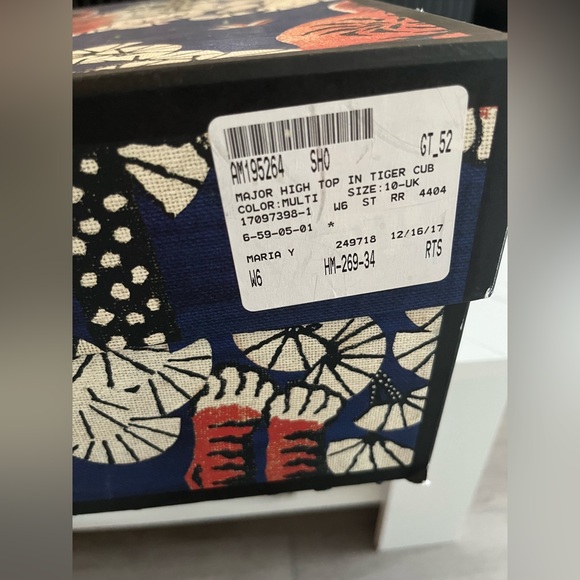 AM195264 SHO GT_52
MAJOR HIGH TOP IN TIGER CUB
COLOR:MULTI SIZE:10-UK
17097398-1 W6 ST RR 4404
6-59-05-01 *
MARIA Y 249718 12/16/17
W6 HM-269-34 RTS